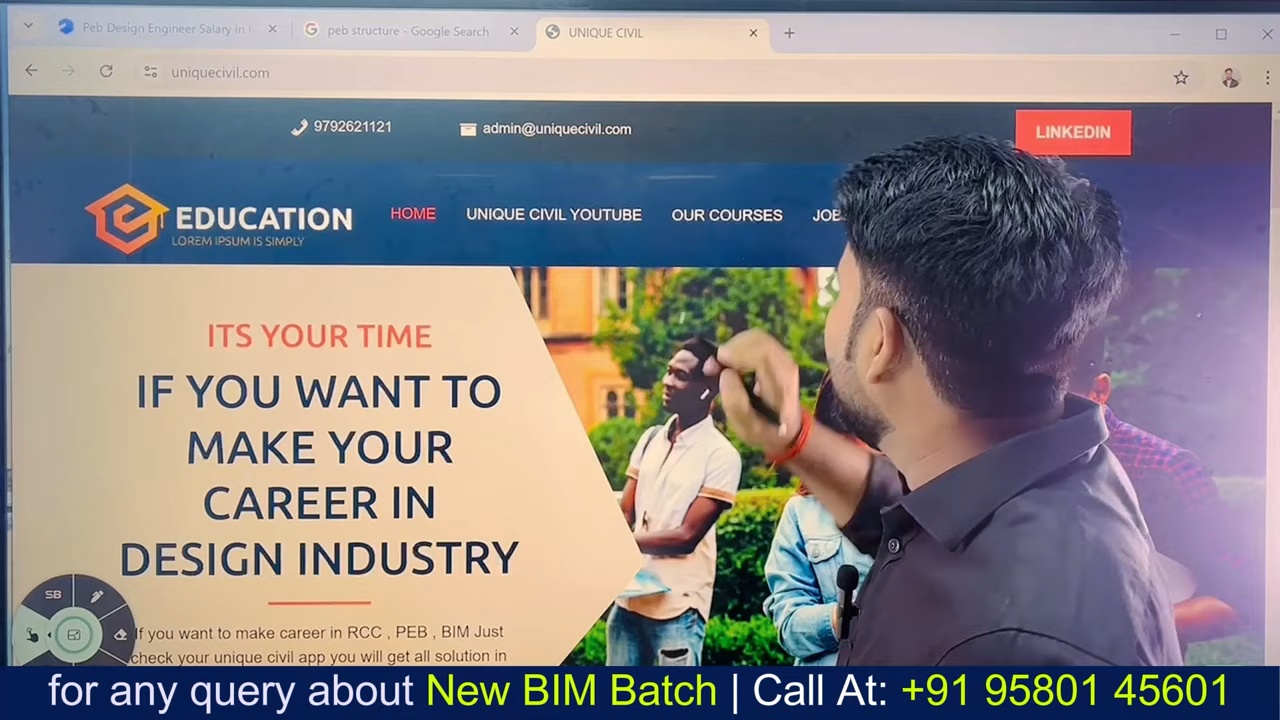 Peb Design Engineer Salary in
peb structure - Google Search
UNIQUE CIVIL
uniquecivil.com
9792621121
admin@uniquecivil.com
LINKEDIN
EDUCATION
LOREM IPSUM IS SIMPLY
HOME
UNIQUE CIVIL YOUTUBE
OUR COURSES
ITS YOUR TIME
IF YOU WANT TO
MAKE YOUR
CAREER IN
DESIGN INDUSTRY
SB
If you want to make career in RCC , PEB , BIM Just
check your unique civil app you will get all solution in
for any query about New BIM Batch | Call At: +91 95801 45601